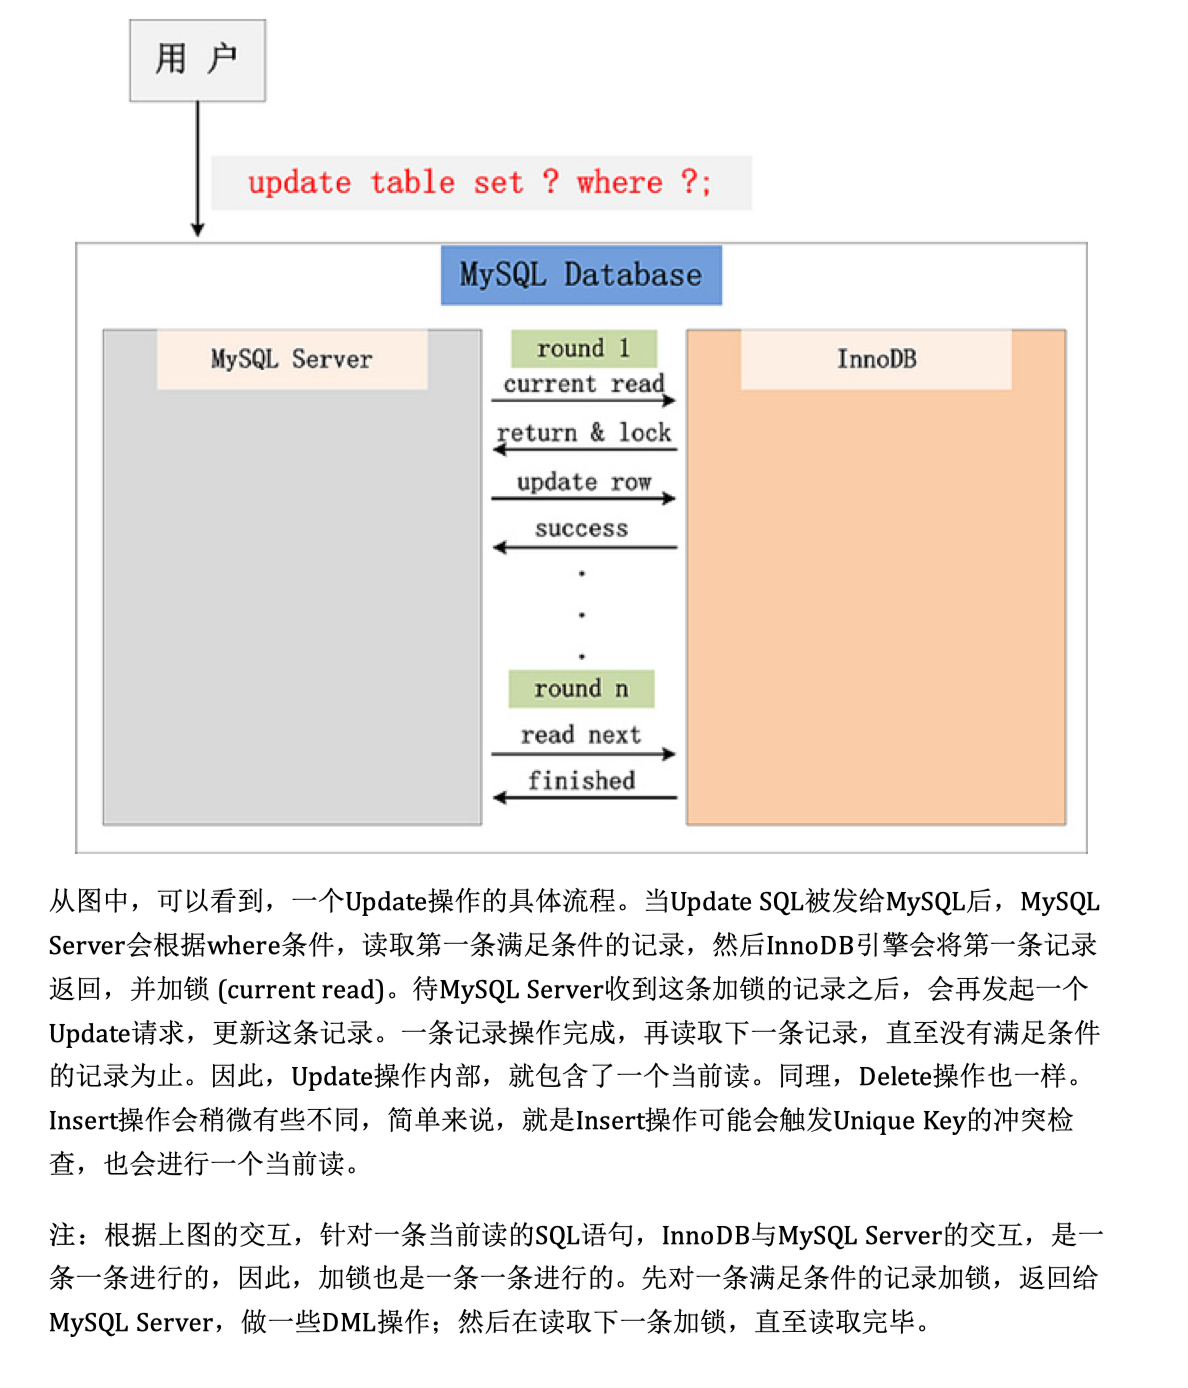 用 户
update table set ? where ?;
MySQL Database
MySQL Server
round 1
InnoDB
current read
return & lock
update row
success
.
.
.
round n
read next
finished
从图中，可以看到，一个Update操作的具体流程。当Update SQL被发给MySQL后，MySQL
Server会根据where条件，读取第一条满足条件的记录，然后InnoDB引擎会将第一条记录
返回，并加锁 (current read)。待MySQL Server收到这条加锁的记录之后，会再发起一个
Update请求，更新这条记录。一条记录操作完成，再读取下一条记录，直至没有满足条件
的记录为止。因此，Update操作内部，就包含了一个当前读。同理，Delete操作也一样。
Insert操作会稍微有些不同，简单来说，就是Insert操作可能会触发Unique Key的冲突检
查，也会进行一个当前读。
注：根据上图的交互，针对一条当前读的SQL语句，InnoDB与MySQL Server的交互，是一
条一条进行的，因此，加锁也是一条一条进行的。先对一条满足条件的记录加锁，返回给
MySQL Server，做一些DML操作；然后在读取下一条加锁，直至读取完毕。